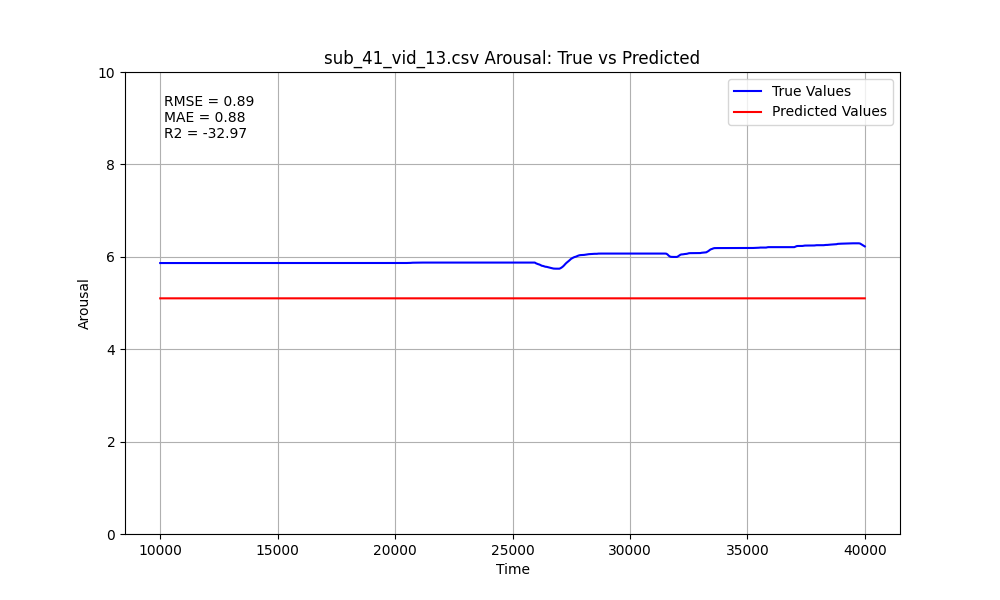 sub_41_vid_13.csv Arousal: True vs Predicted
RMSE = 0.89
MAE = 0.88
R2 = -32.97
True Values
Predicted Values
10
8
6
4
2
0
Arousal
10000 15000 20000 25000 30000 35000 40000
Time